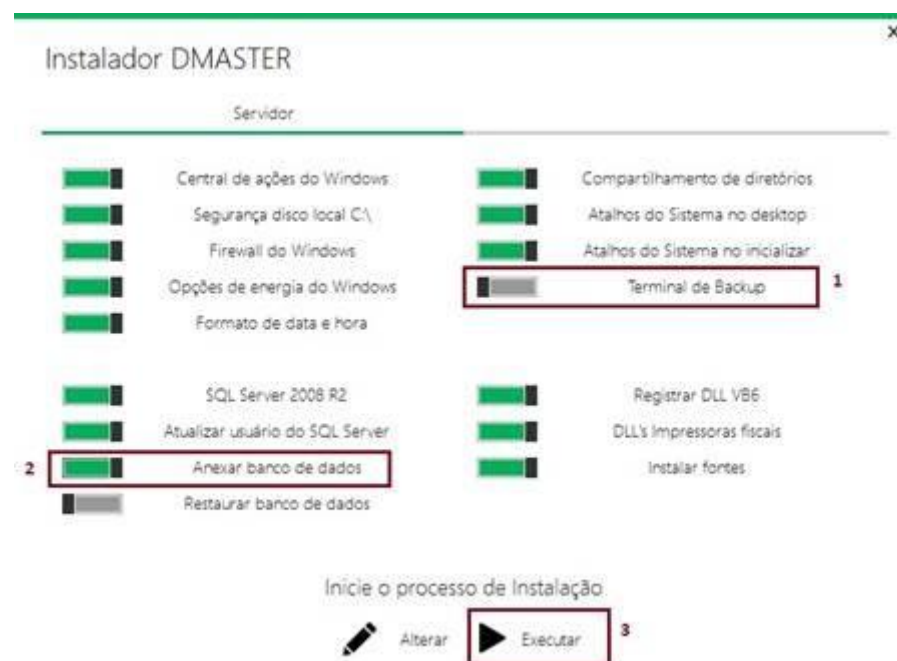 x
Instalador DMASTER
Servidor
Central de ações do Windows
Segurança disco local C:\
Firewall do Windows
Opções de energia do Windows
Formato de data e hora
Compartilhamento de diretórios
Atalhos do Sistema no desktop
Atalhos do Sistema no inicializar
Terminal de Backup
1
SQL Server 2008 R2
Atualizar usuário do SQL Server
2
Anexar banco de dados
Restaurar banco de dados
Registrar DLL VB6
DLL's Impressoras fiscais
Instalar fontes
Inicie o processo de Instalação
Alterar
Executar
3